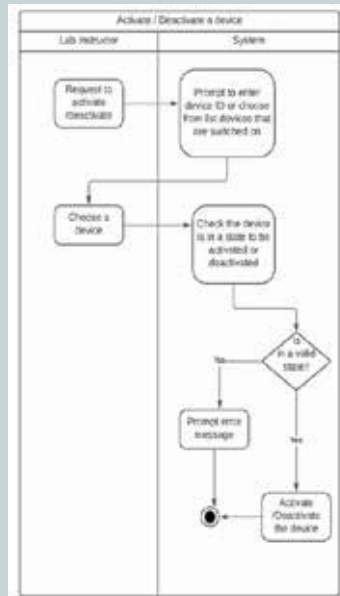 Activate / Deactivate a device
Lab Instructor
System
Request to
activate
/deactivate
Prompt to enter
device ID or choose
from list devices that
are switched on
Choose a
device
Check the device
is in a state to be
activated or
deactivated
Is
in a valid
state?
No
Yes
Prompt error
message
Activate
/Deactivate
the device